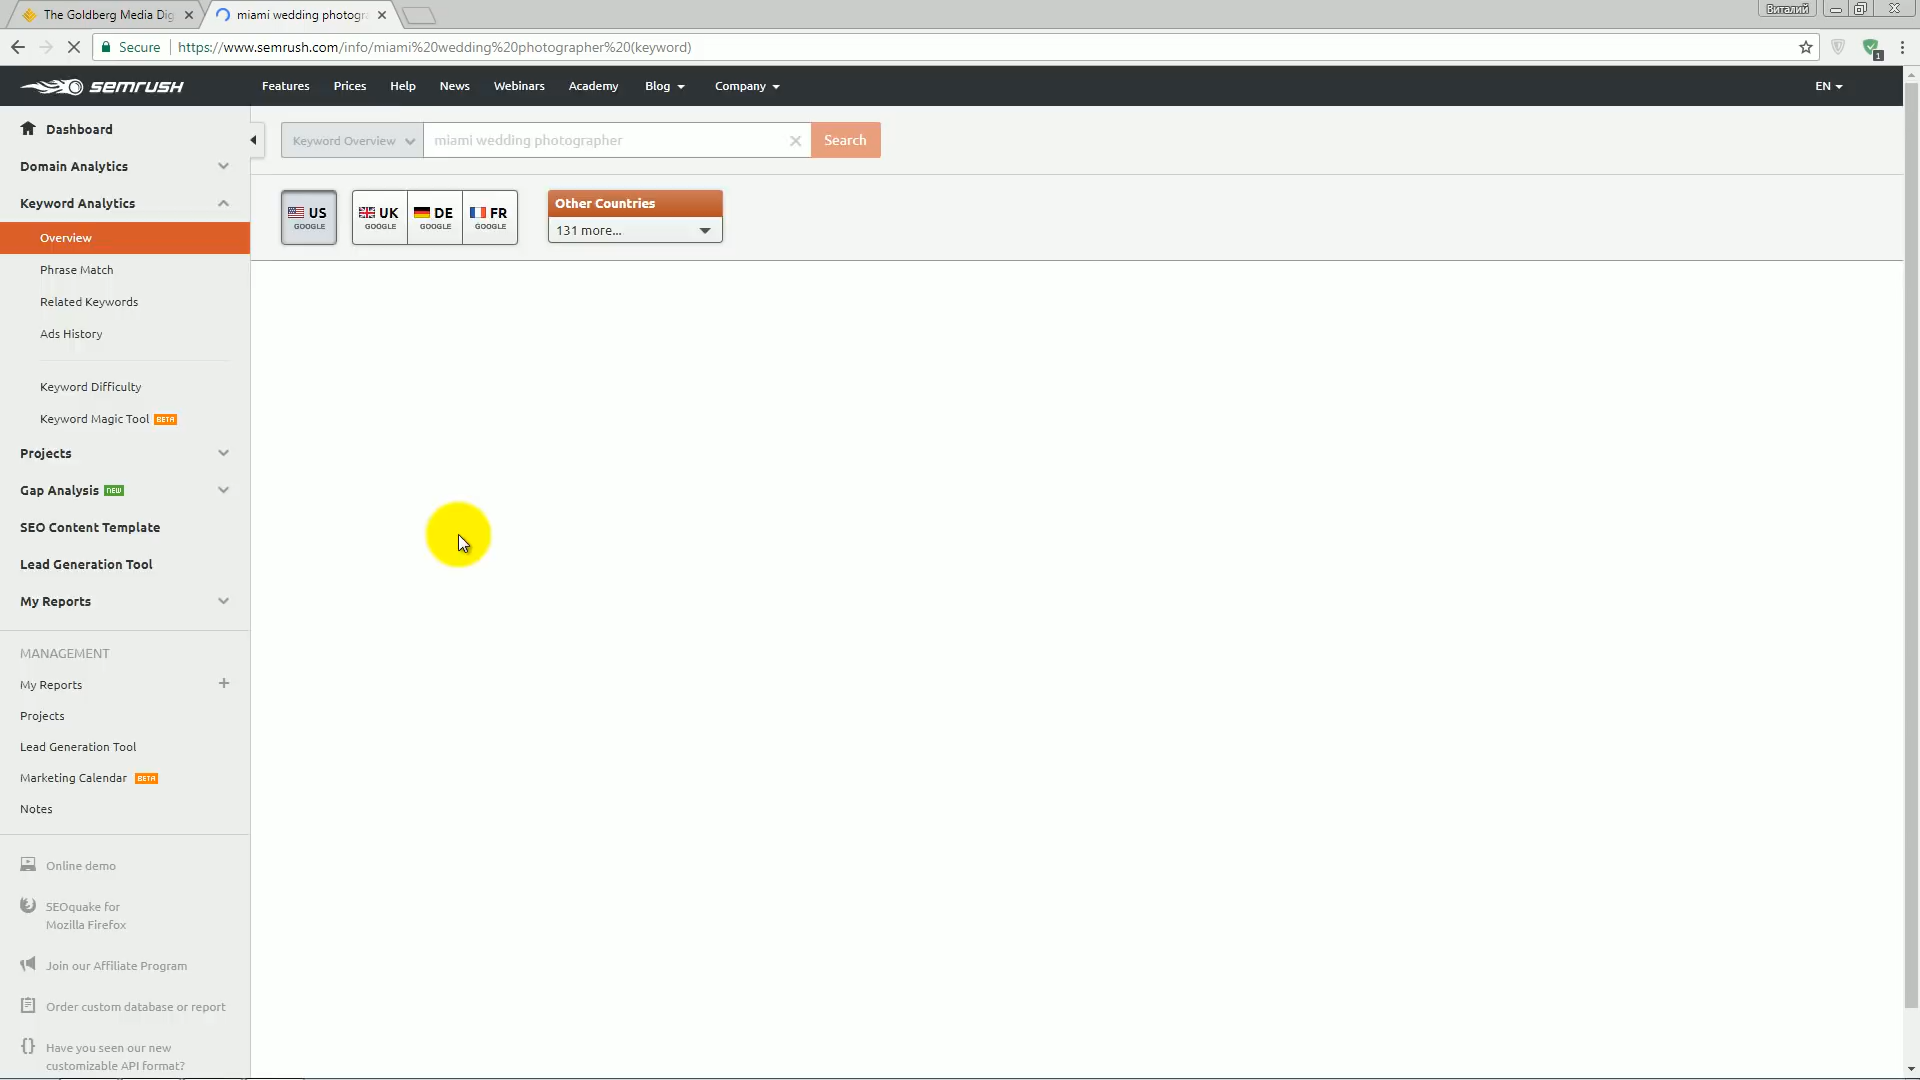 The Goldberg Media Dig
miami wedding photogra
Виталий
Secure
https://www.semrush.com/info/miami%20wedding%20photographer%20(keyword)
1
SEMRUSH
Features
Prices
Help
News
Webinars
Academy
Blog
Company
EN
Dashboard
Domain Analytics
Keyword Analytics
Overview
Phrase Match
Related Keywords
Ads History
Keyword Difficulty
Keyword Magic Tool BETA
Projects
Gap Analysis NEW
SEO Content Template
Lead Generation Tool
My Reports
MANAGEMENT
My Reports
Projects
Lead Generation Tool
Marketing Calendar BETA
Notes
Online demo
SEOquake for
Mozilla Firefox
Join our Affiliate Program
Order custom database or report
Have you seen our new
customizable API format?
Keyword Overview
miami wedding photographer
Search
US
GOOGLE
UK
GOOGLE
DE
GOOGLE
FR
GOOGLE
Other Countries
131 more...